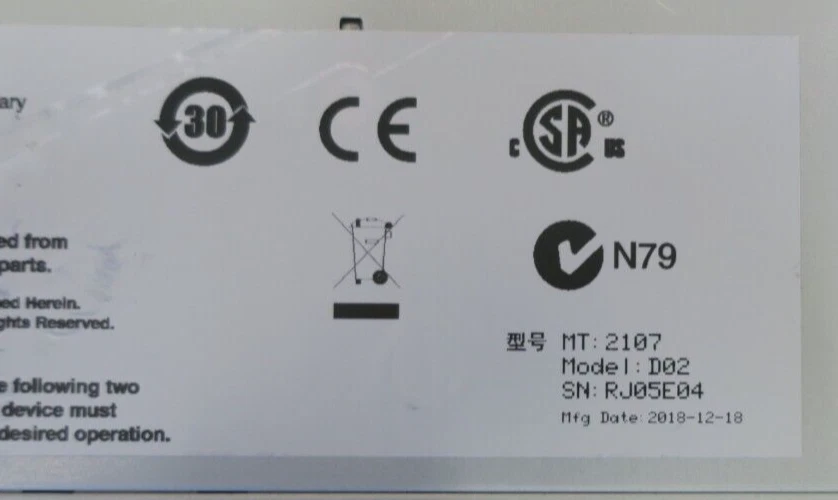 ary
30
CE
C SA ® US
ed from
parts.
N79
ed Herein.
ghts Reserved.
型号 MT: 2107
Model: D02
e following two
SN: RJ05E04
device must
Mfg Date: 2018-12-18
desired operation.